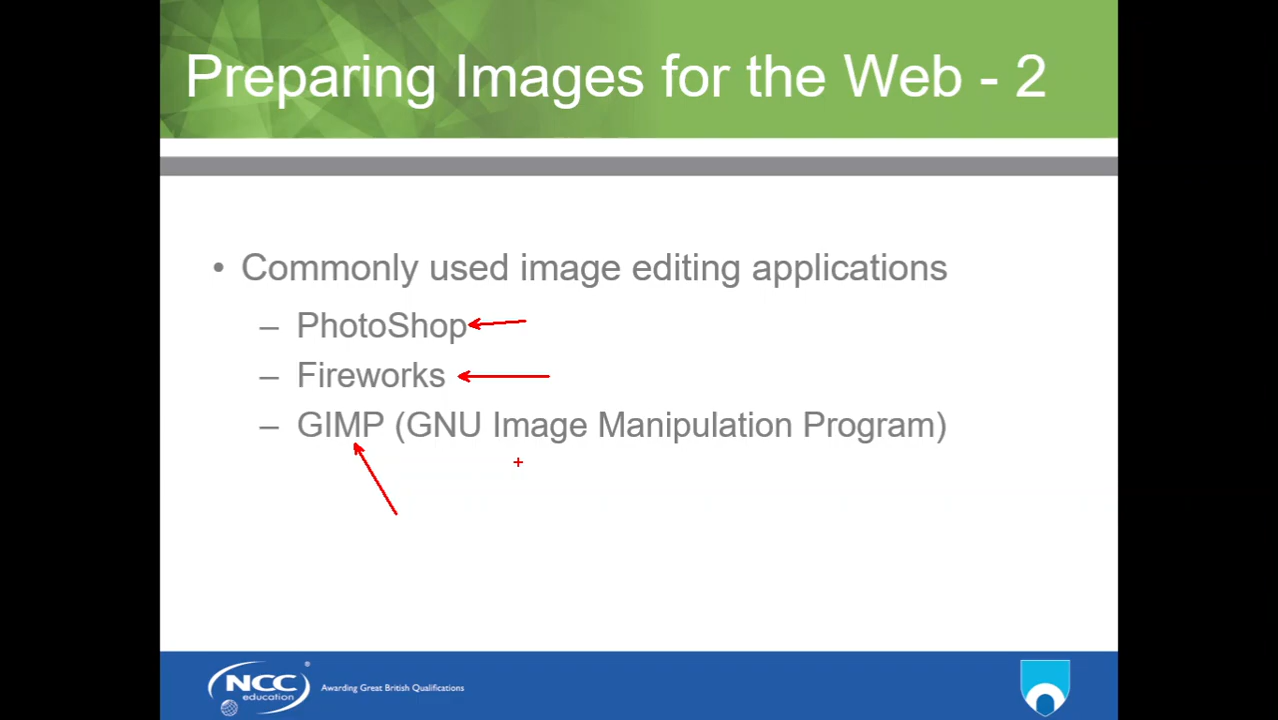 Preparing Images for the Web - 2
• Commonly used image editing applications
– PhotoShop
– Fireworks
– GIMP (GNU Image Manipulation Program)
NCC
education
®
Awarding Great British Qualifications